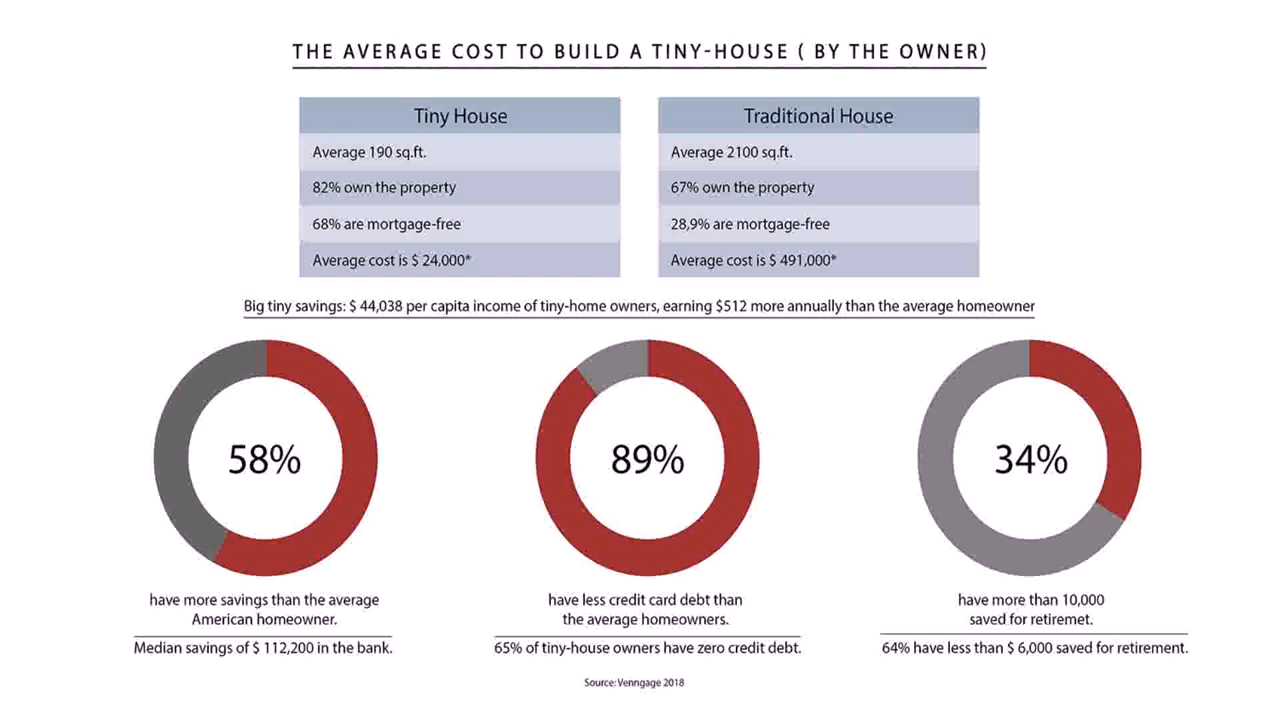 THE AVERAGE COST TO BUILD A TINY-HOUSE ( BY THE OWNER)
Tiny House
Average 190 sq.ft.
82% own the property
68% are mortgage-free
Average cost is $ 24,000*
Traditional House
Average 2100 sq.ft.
67% own the property
28,9% are mortgage-free
Average cost is $ 491,000*
Big tiny savings: $ 44,038 per capita income of tiny-home owners, earning $512 more annually than the average homeowner
58%
have more savings than the average
American homeowner.
Median savings of $ 112,200 in the bank.
89%
have less credit card debt than
the average homeowners.
65% of tiny-house owners have zero credit debt.
34%
have more than 10,000
saved for retiremet.
64% have less than $ 6,000 saved for retirement.
Source: Venngage 2018